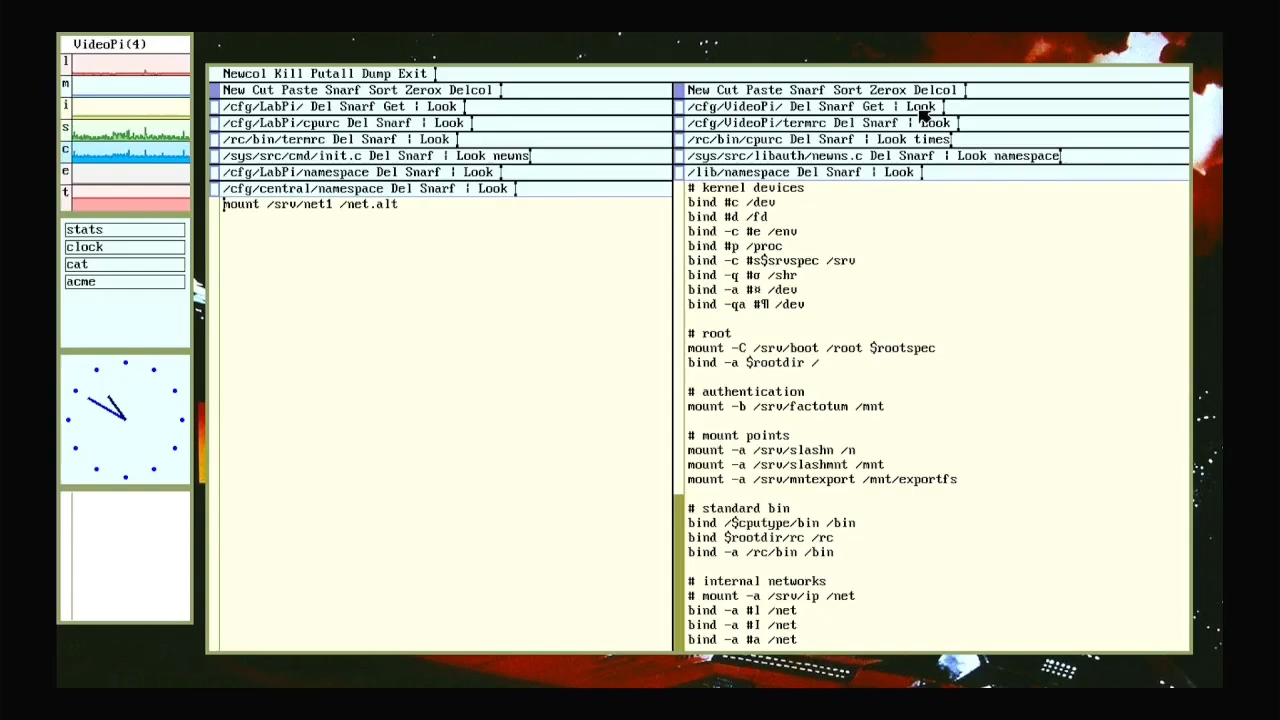 VideoPi(4)
l
m
i
s
c
e
t
stats
clock
cat
acme
Newcol Kill Putall Dump Exit
New Cut Paste Snarf Sort Zerox Delcol
/cfg/LabPi/ Del Snarf Get | Look
/cfg/LabPi/cpurc Del Snarf | Look
/rc/bin/termrc Del Snarf | Look
/sys/src/cmd/init.c Del Snarf | Look newns
/cfg/LabPi/namespace Del Snarf | Look
/cfg/central/namespace Del Snarf | Look
mount /srv/net1 /net.alt
New Cut Paste Snarf Sort Zerox Delcol
/cfg/VideoPi/ Del Snarf Get | Look
/cfg/VideoPi/termrc Del Snarf | Look
/rc/bin/cpurc Del Snarf | Look times
/sys/src/libauth/newns.c Del Snarf | Look namespace
/lib/namespace Del Snarf | Look
# kernel devices
bind #c /dev
bind #d /fd
bind -c #e /env
bind #p /proc
bind -c #s$srvspec /srv
bind -q #σ /shr
bind -a #¤ /dev
bind -qa #¶ /dev
# root
mount -C /srv/boot /root $rootspec
bind -a $rootdir /
# authentication
mount -b /srv/factotum /mnt
# mount points
mount -a /srv/slashn /n
mount -a /srv/slashmnt /mnt
mount -a /srv/mntexport /mnt/exportfs
# standard bin
bind /$cputype/bin /bin
bind $rootdir/rc /rc
bind -a /rc/bin /bin
# internal networks
# mount -a /srv/ip /net
bind -a #l /net
bind -a #I /net
bind -a #a /net